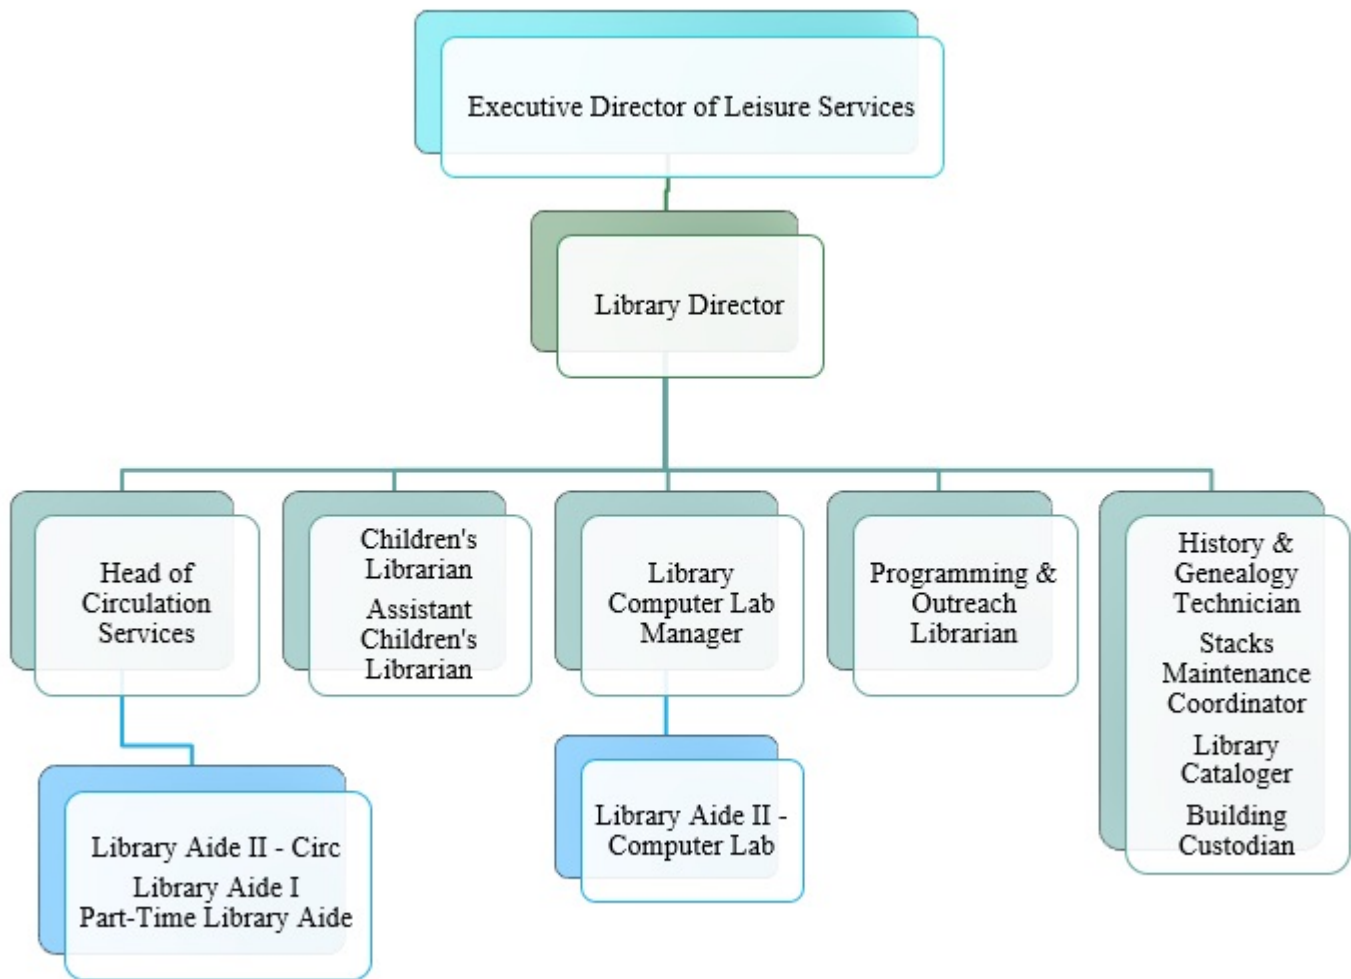 Executive Director of Leisure Services
Library Director
Head of
Circulation
Services
Children's
Librarian
Assistant
Children's
Librarian
Library
Computer Lab
Manager
Programming &
Outreach
Librarian
History &
Genealogy
Technician
Stacks
Maintenance
Coordinator
Library
Cataloger
Building
Custodian
Library Aide II - Circ
Library Aide I
Part-Time Library Aide
Library Aide II -
Computer Lab